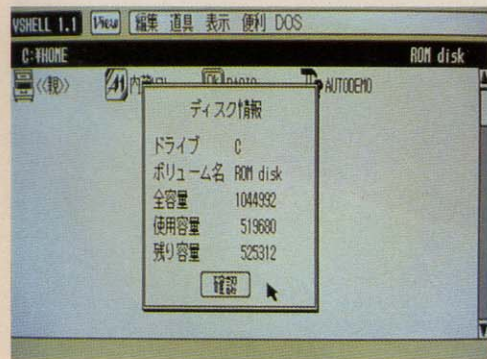 VSHELL 1.1 View 編集 道具 表示 便利 DOS
C:¥HOME ROM disk
《親》 A1 AUTODEMO
ディスク情報
ドライブ C
ボリューム名 ROM disk
全容量 1044992
使用容量 519680
残り容量 525312
確認